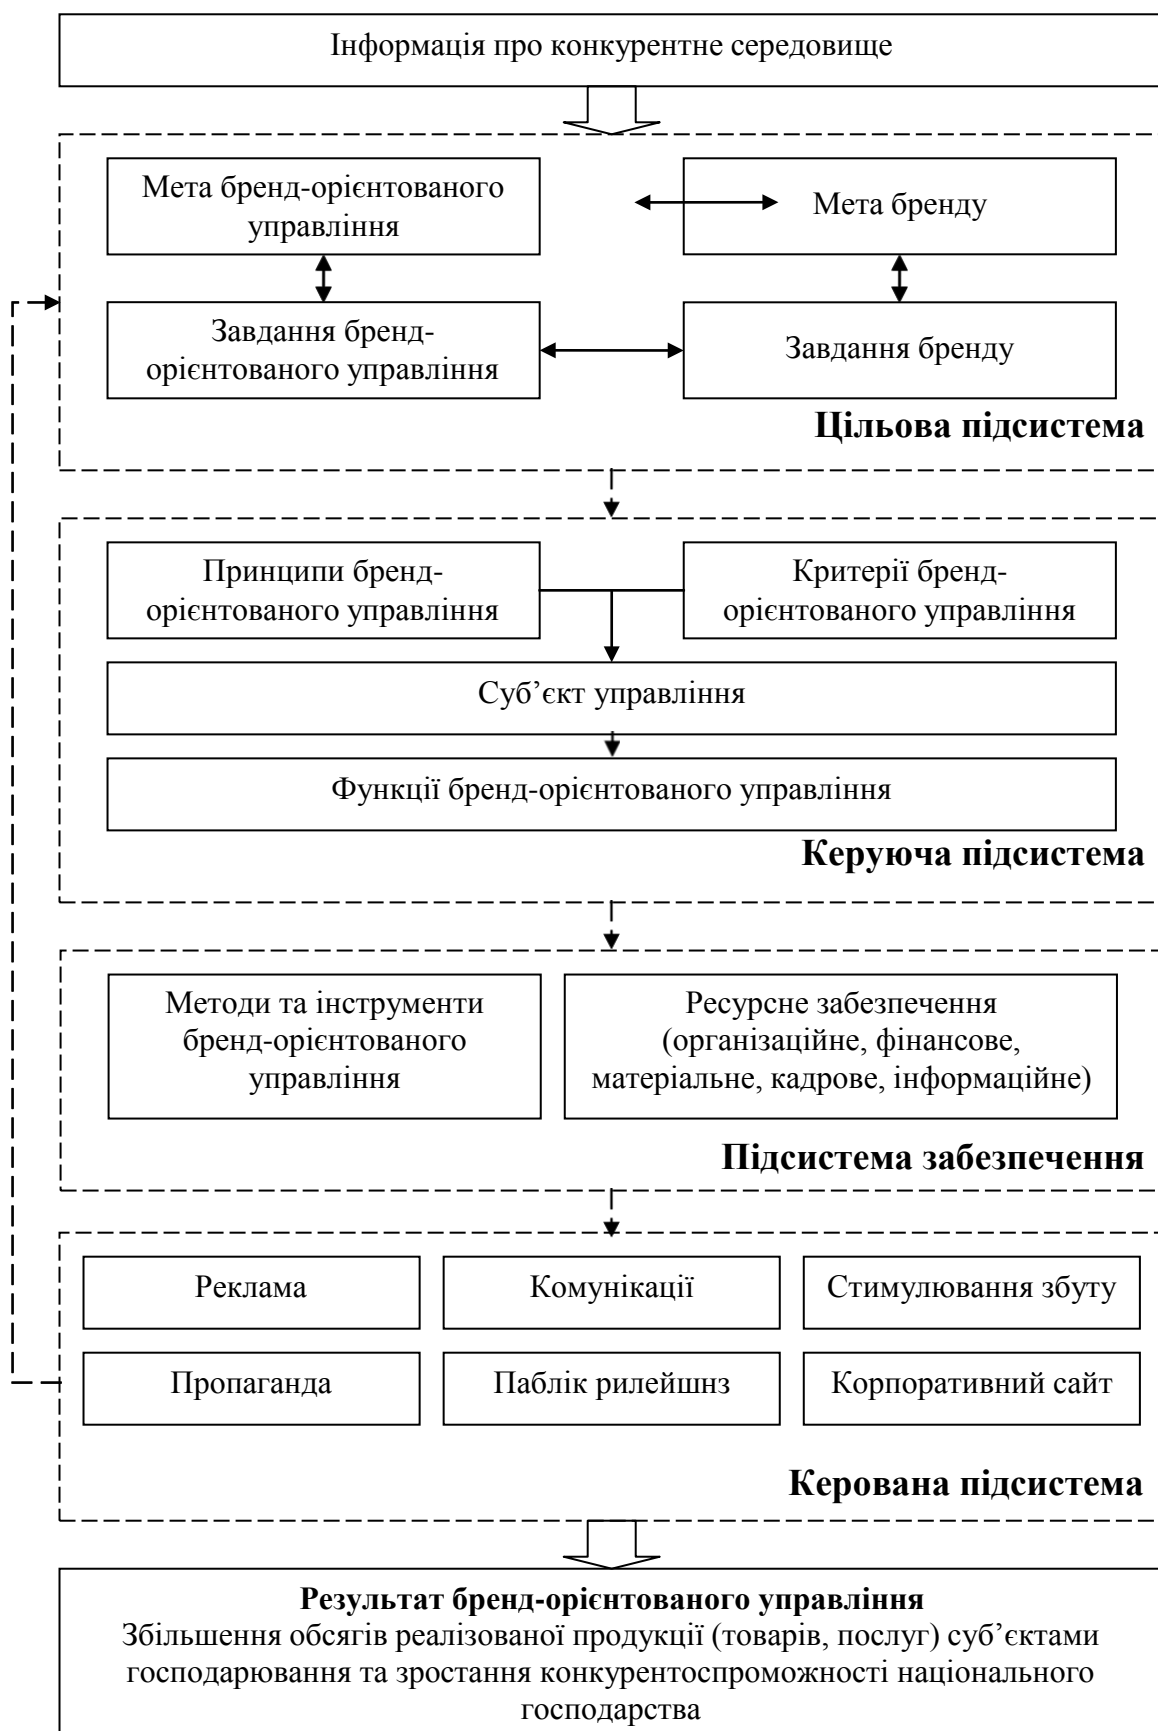 Інформація про конкурентне середовище
Мета бренд-орієнтованого
управління
Мета бренду
Завдання бренд-
орієнтованого управління
Завдання бренду
Цільова підсистема
Принципи бренд-
орієнтованого управління
Критерії бренд-
орієнтованого управління
Суб’єкт управління
Функції бренд-орієнтованого управління
Керуюча підсистема
Методи та інструменти
бренд-орієнтованого
управління
Ресурсне забезпечення
(організаційне, фінансове,
матеріальне, кадрове, інформаційне)
Підсистема забезпечення
Реклама
Комунікації
Стимулювання збуту
Пропаганда
Паблік рилейшнз
Корпоративний сайт
Керована підсистема
Результат бренд-орієнтованого управління
Збільшення обсягів реалізованої продукції (товарів, послуг) суб’єктами
господарювання та зростання конкурентоспроможності національного
господарства